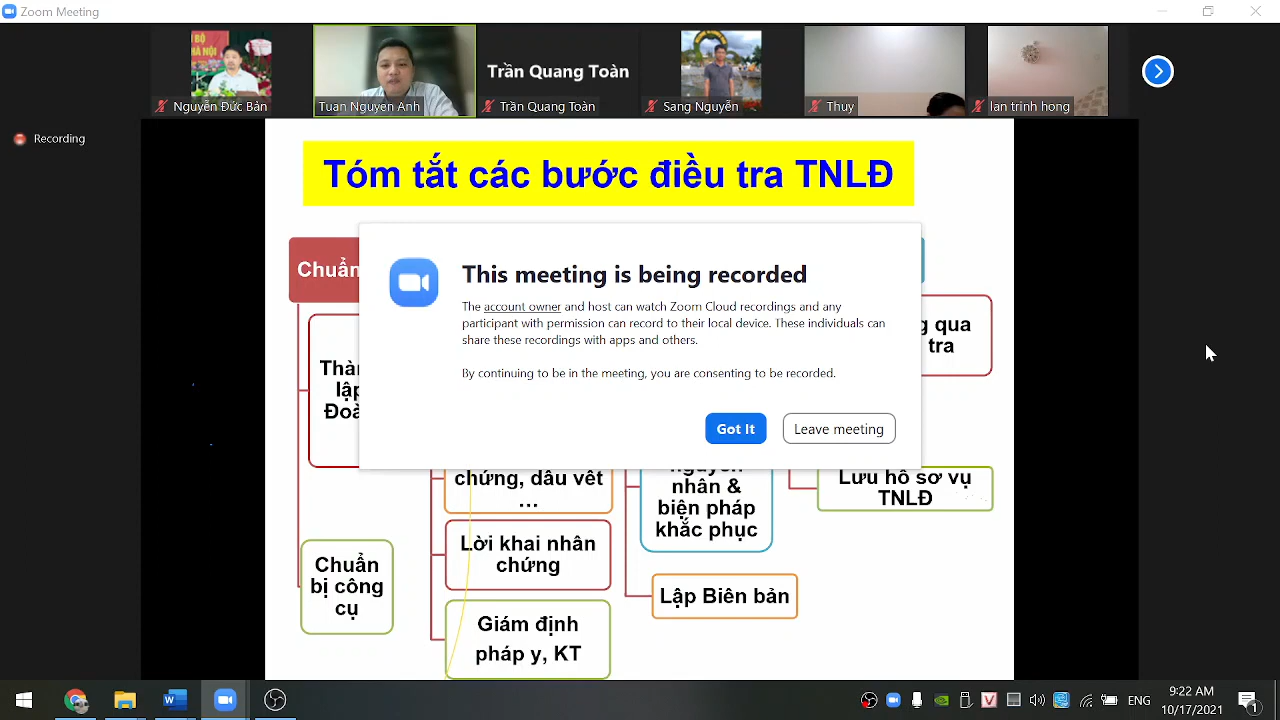 Zoom Meeting
BỘ
HÀ NỘI
Trần Quang Toàn
Nguyễn Đức Bản
Tuan Nguyen Anh
Trần Quang Toàn
Sang Nguyễn
Thuy
lan trinh hong
Recording
Tóm tắt các bước điều tra TNLĐ
Chuẩn
This meeting is being recorded
The account owner and host can watch Zoom Cloud recordings and any
participant with permission can record to their local device. These individuals can
share these recordings with apps and others.
By continuing to be in the meeting, you are consenting to be recorded.
Got It
Leave meeting
qua
tra
lập
chứng, dấu vết
...
nhân &
biện pháp
khắc phục
Lưu hồ sơ vụ
TNLĐ
Lời khai nhân
chứng
Chuẩn
bị công
cụ
Lập Biên bản
Giám định
pháp y, KT
ENG
9:22 AM
10/17/2021
1